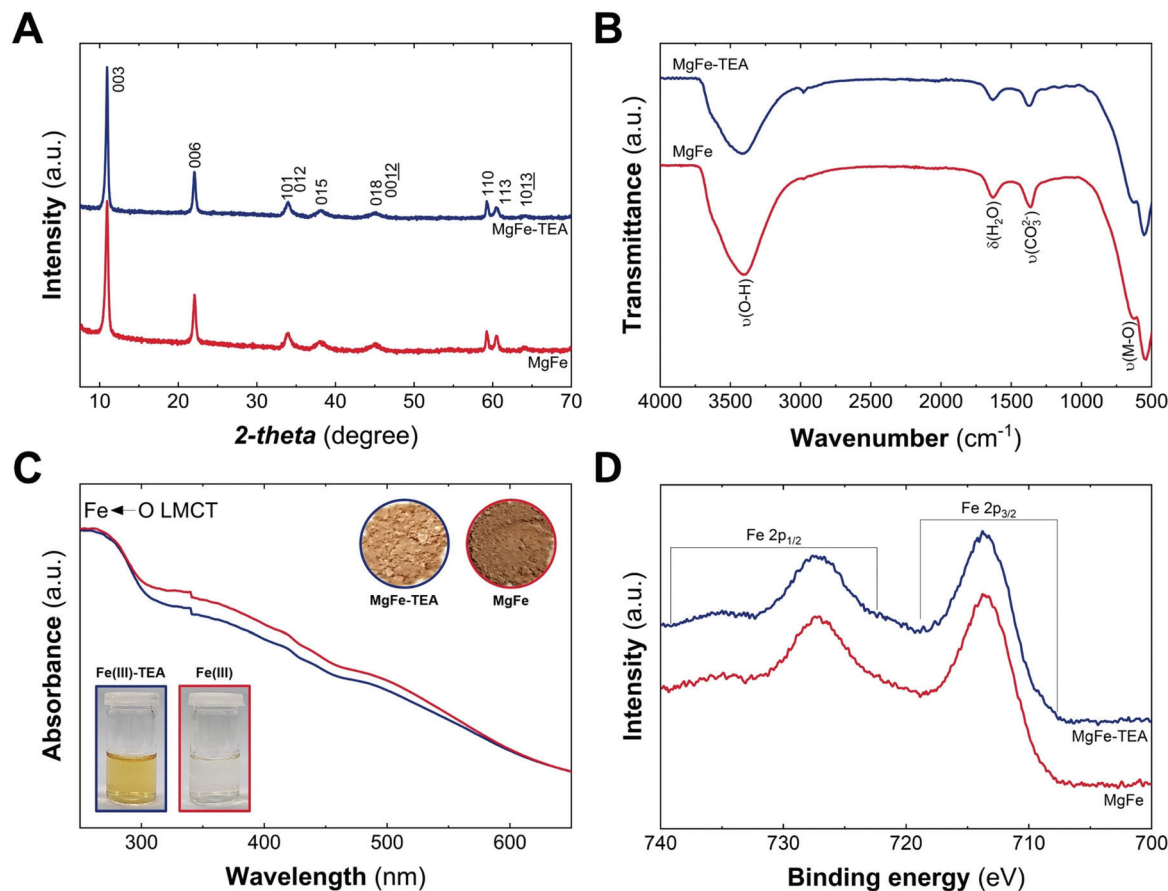 A
Intensity (a.u.)
003
006
101
012
015
018
0012
110
113
1013
MgFe-TEA
MgFe
10 20 30 40 50 60 70
2-theta (degree)
B
Transmittance (a.u.)
MgFe-TEA
MgFe
υ(O-H)
δ(H₂O)
υ(CO₃²⁻)
υ(M-O)
4000 3500 3000 2500 2000 1500 1000 500
Wavenumber (cm⁻¹)
C
Absorbance (a.u.)
Fe←O LMCT
MgFe-TEA MgFe
Fe(III)-TEA Fe(III)
300 400 500 600
Wavelength (nm)
D
Intensity (a.u.)
Fe 2p₁/₂
Fe 2p₃/₂
MgFe-TEA
MgFe
740 730 720 710 700
Binding energy (eV)